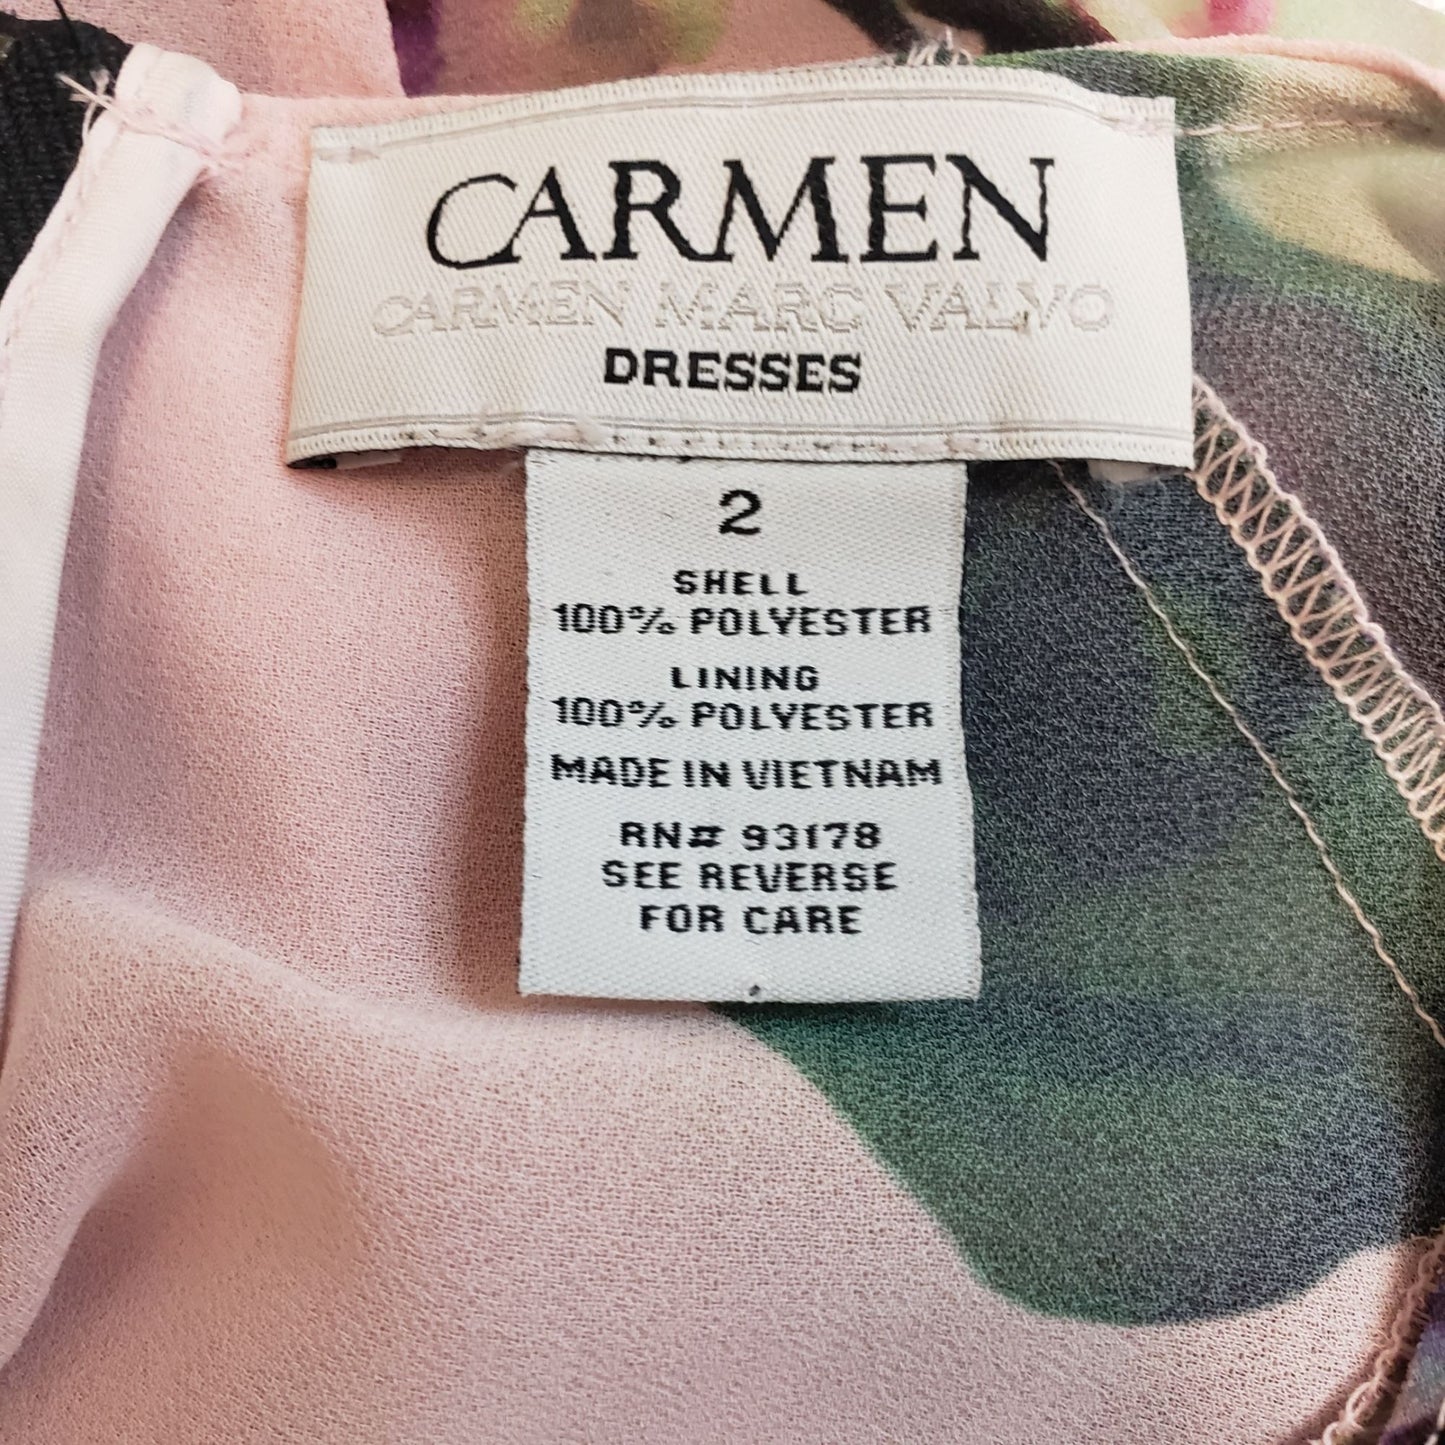 CARMEN
CARMEN MARC VALVO
DRESSES
2
SHELL
100% POLYESTER
LINING
100% POLYESTER
MADE IN VIETNAM
RN# 93178
SEE REVERSE
FOR CARE